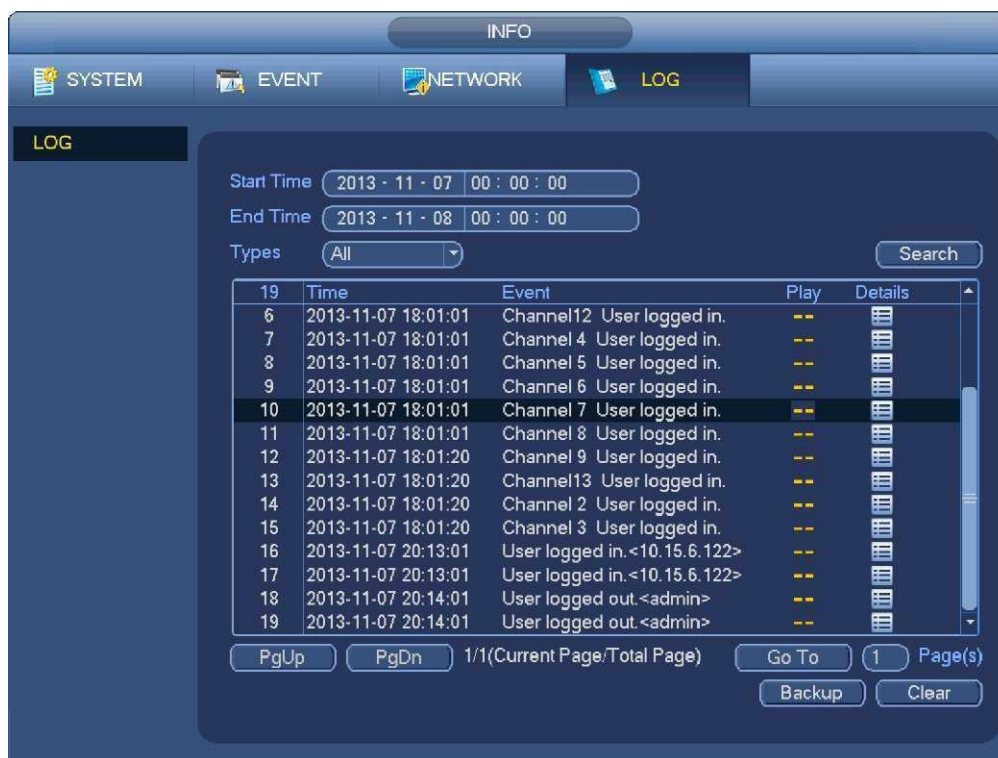 INFO
SYSTEM EVENT NETWORK LOG
LOG
Start Time 2013 - 11 - 07 00 : 00 : 00
End Time 2013 - 11 - 08 00 : 00 : 00
Types All Search
19 Time Event Play Details
6 2013-11-07 18:01:01 Channel12 User logged in. --
7 2013-11-07 18:01:01 Channel 4 User logged in. --
8 2013-11-07 18:01:01 Channel 5 User logged in. --
9 2013-11-07 18:01:01 Channel 6 User logged in. --
10 2013-11-07 18:01:01 Channel 7 User logged in. --
11 2013-11-07 18:01:01 Channel 8 User logged in. --
12 2013-11-07 18:01:20 Channel 9 User logged in. --
13 2013-11-07 18:01:20 Channel13 User logged in. --
14 2013-11-07 18:01:20 Channel 2 User logged in. --
15 2013-11-07 18:01:20 Channel 3 User logged in. --
16 2013-11-07 20:13:01 User logged in.<10.15.6.122> --
17 2013-11-07 20:13:01 User logged in.<10.15.6.122> --
18 2013-11-07 20:14:01 User logged out.<admin> --
19 2013-11-07 20:14:01 User logged out.<admin> --
PgUp PgDn 1/1(Current Page/Total Page) Go To 1 Page(s)
Backup Clear